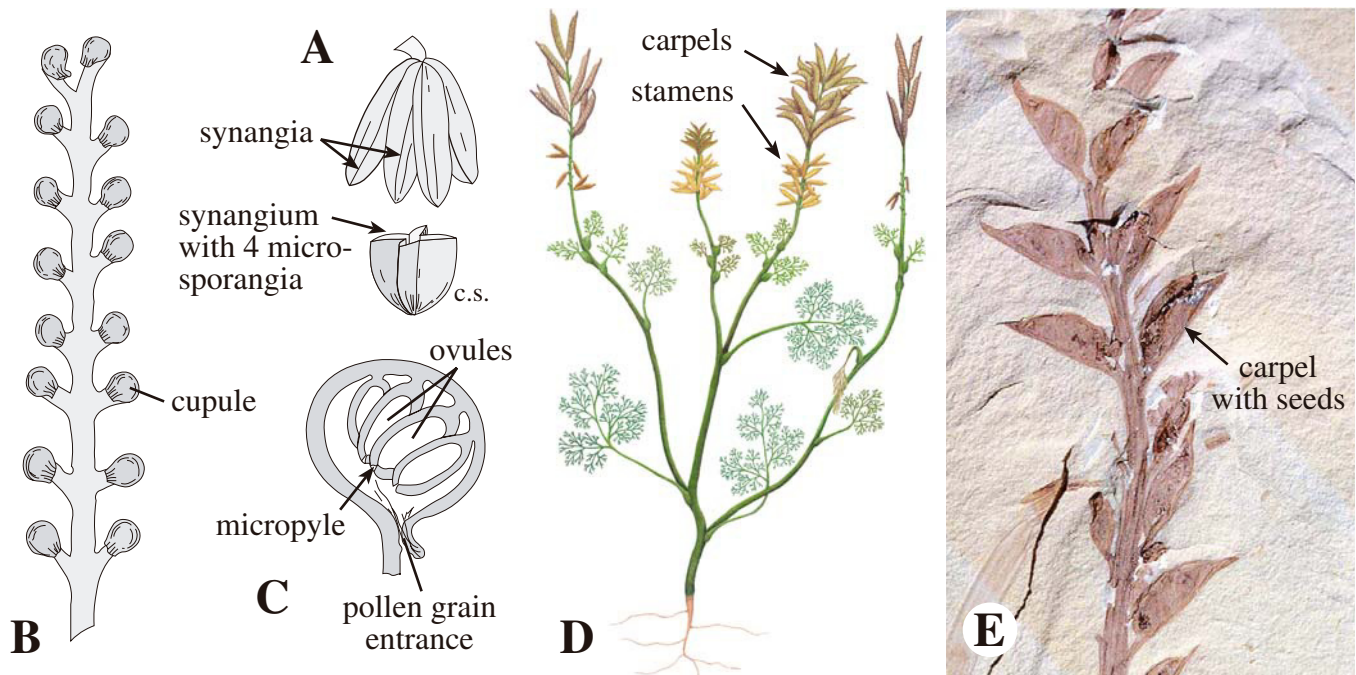 A
synangia
synangium
with 4 micro-
sporangia
c.s.
B
cupule
C
ovules
micropyle
pollen grain
entrance
D
carpels
stamens
E
carpel
with seeds